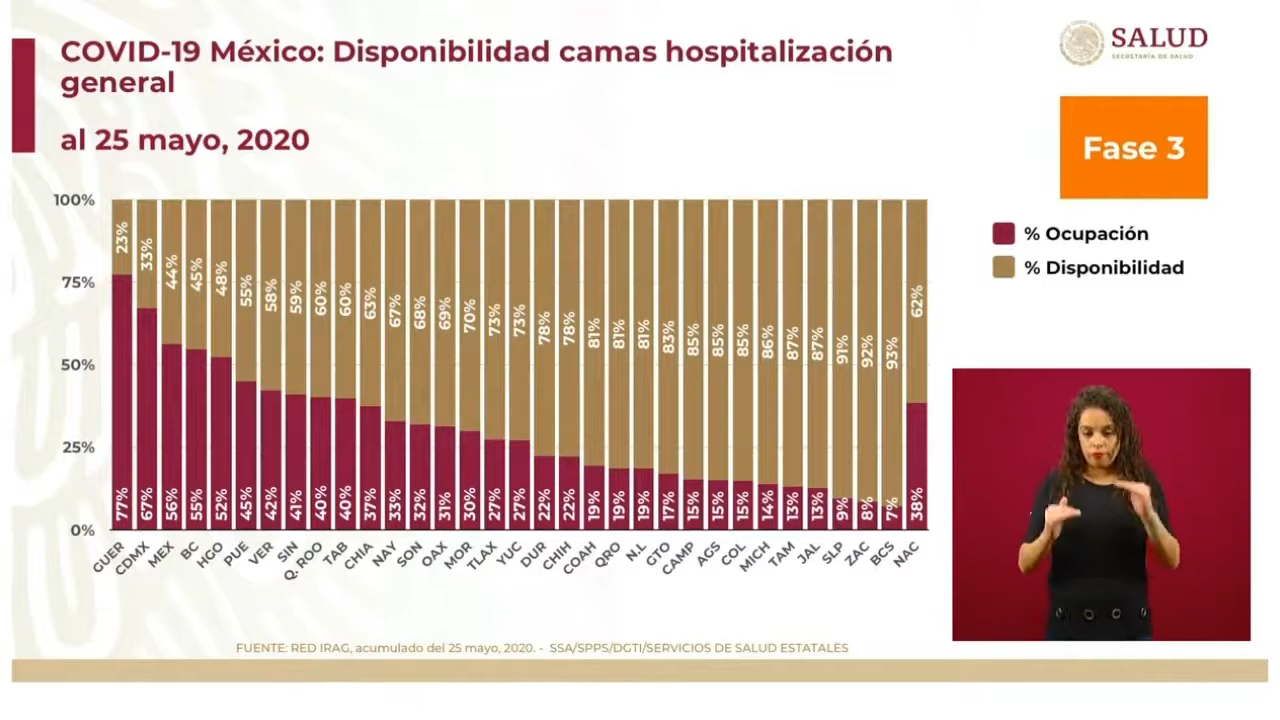 COVID-19 México: Disponibilidad camas hospitalización
general
al 25 mayo, 2020
SALUD
SECRETARÍA DE SALUD
Fase 3
% Ocupación
% Disponibilidad
100%
75%
50%
25%
0%
23% 33% 44% 45% 48% 55% 58% 59% 60% 60% 63% 67% 68% 69% 70% 73% 73% 78% 78% 81% 81% 81% 83% 85% 85% 85% 86% 87% 87% 91% 92% 93% 62%
77% 67% 56% 55% 52% 45% 42% 41% 40% 40% 37% 33% 32% 31% 30% 27% 27% 22% 22% 19% 19% 19% 17% 15% 15% 15% 14% 13% 13% 9% 8% 7% 38%
GUER CDMX MEX BC HGO PUE VER SIN Q. ROO TAB CHIA NAY SON OAX MOR TLAX YUC DUR CHIH COAH QRO N.L GTO CAMP AGS COL MICH TAM JAL SLP ZAC BCS NAC
FUENTE: RED IRAG, acumulado del 25 mayo, 2020. - SSA/SPPS/DGTI/SERVICIOS DE SALUD ESTATALES